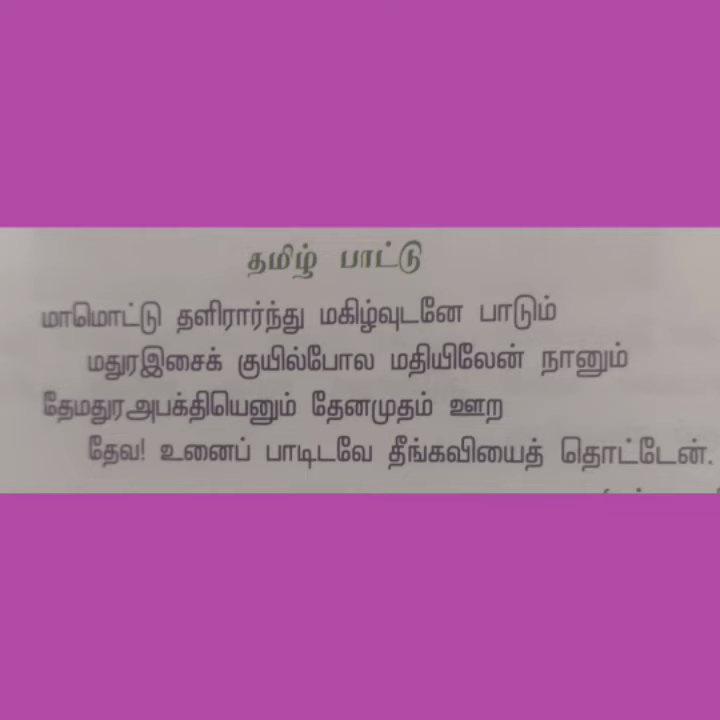 தமிழ் பாட்டு
மாமொட்டு தளிரார்ந்து மகிழ்வுடனே பாடும்
மதுரஇசைக் குயில்போல மதியிலேன் நானும்
தேமதுரஅபக்தியெனும் தேனமுதம் ஊற
தேவ! உனைப் பாடிடவே தீங்கவியைத் தொட்டேன்.